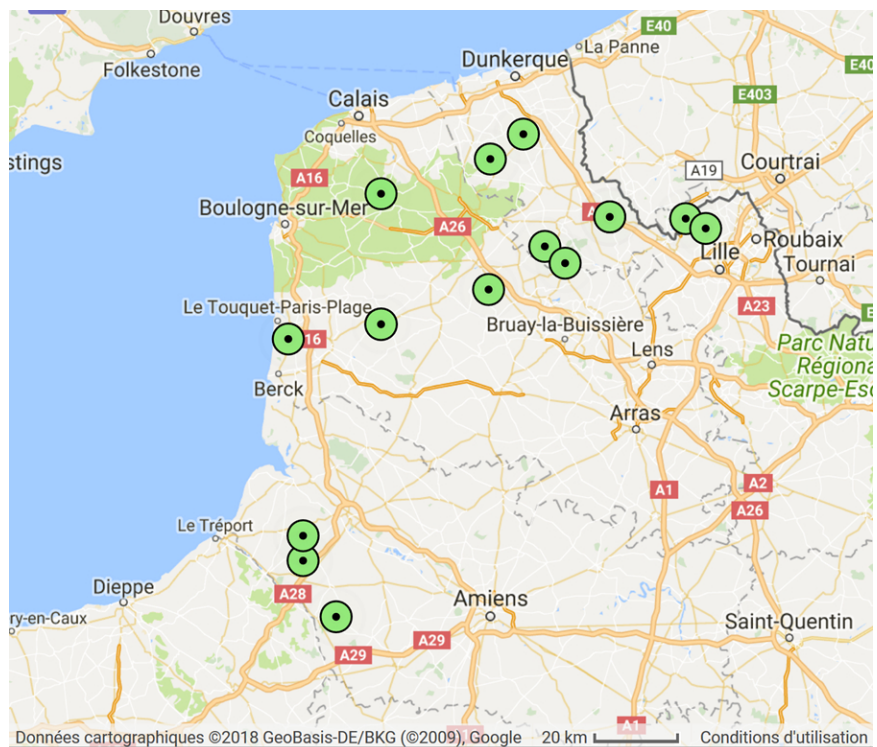 Douvres
Folkestone
Dunkerque
La Panne
E40
E40
E403
Calais
Coquelles
stings
A16
Courtrai
A19
Boulogne-sur-Mer
A26
Roubaix
Lille
Tournai
Le Touquet-Paris-Plage
A23
Bruay-la-Buissière
16
Lens
Parc Natu
Régiona
Scarpe-Esc
Berck
Arras
A1
A2
A26
Le Tréport
Dieppe
A28
Amiens
ry-en-Caux
Saint-Quentin
A29
A29
A1
Données cartographiques ©2018 GeoBasis-DE/BKG (©2009), Google 20 km Conditions d'utilisation